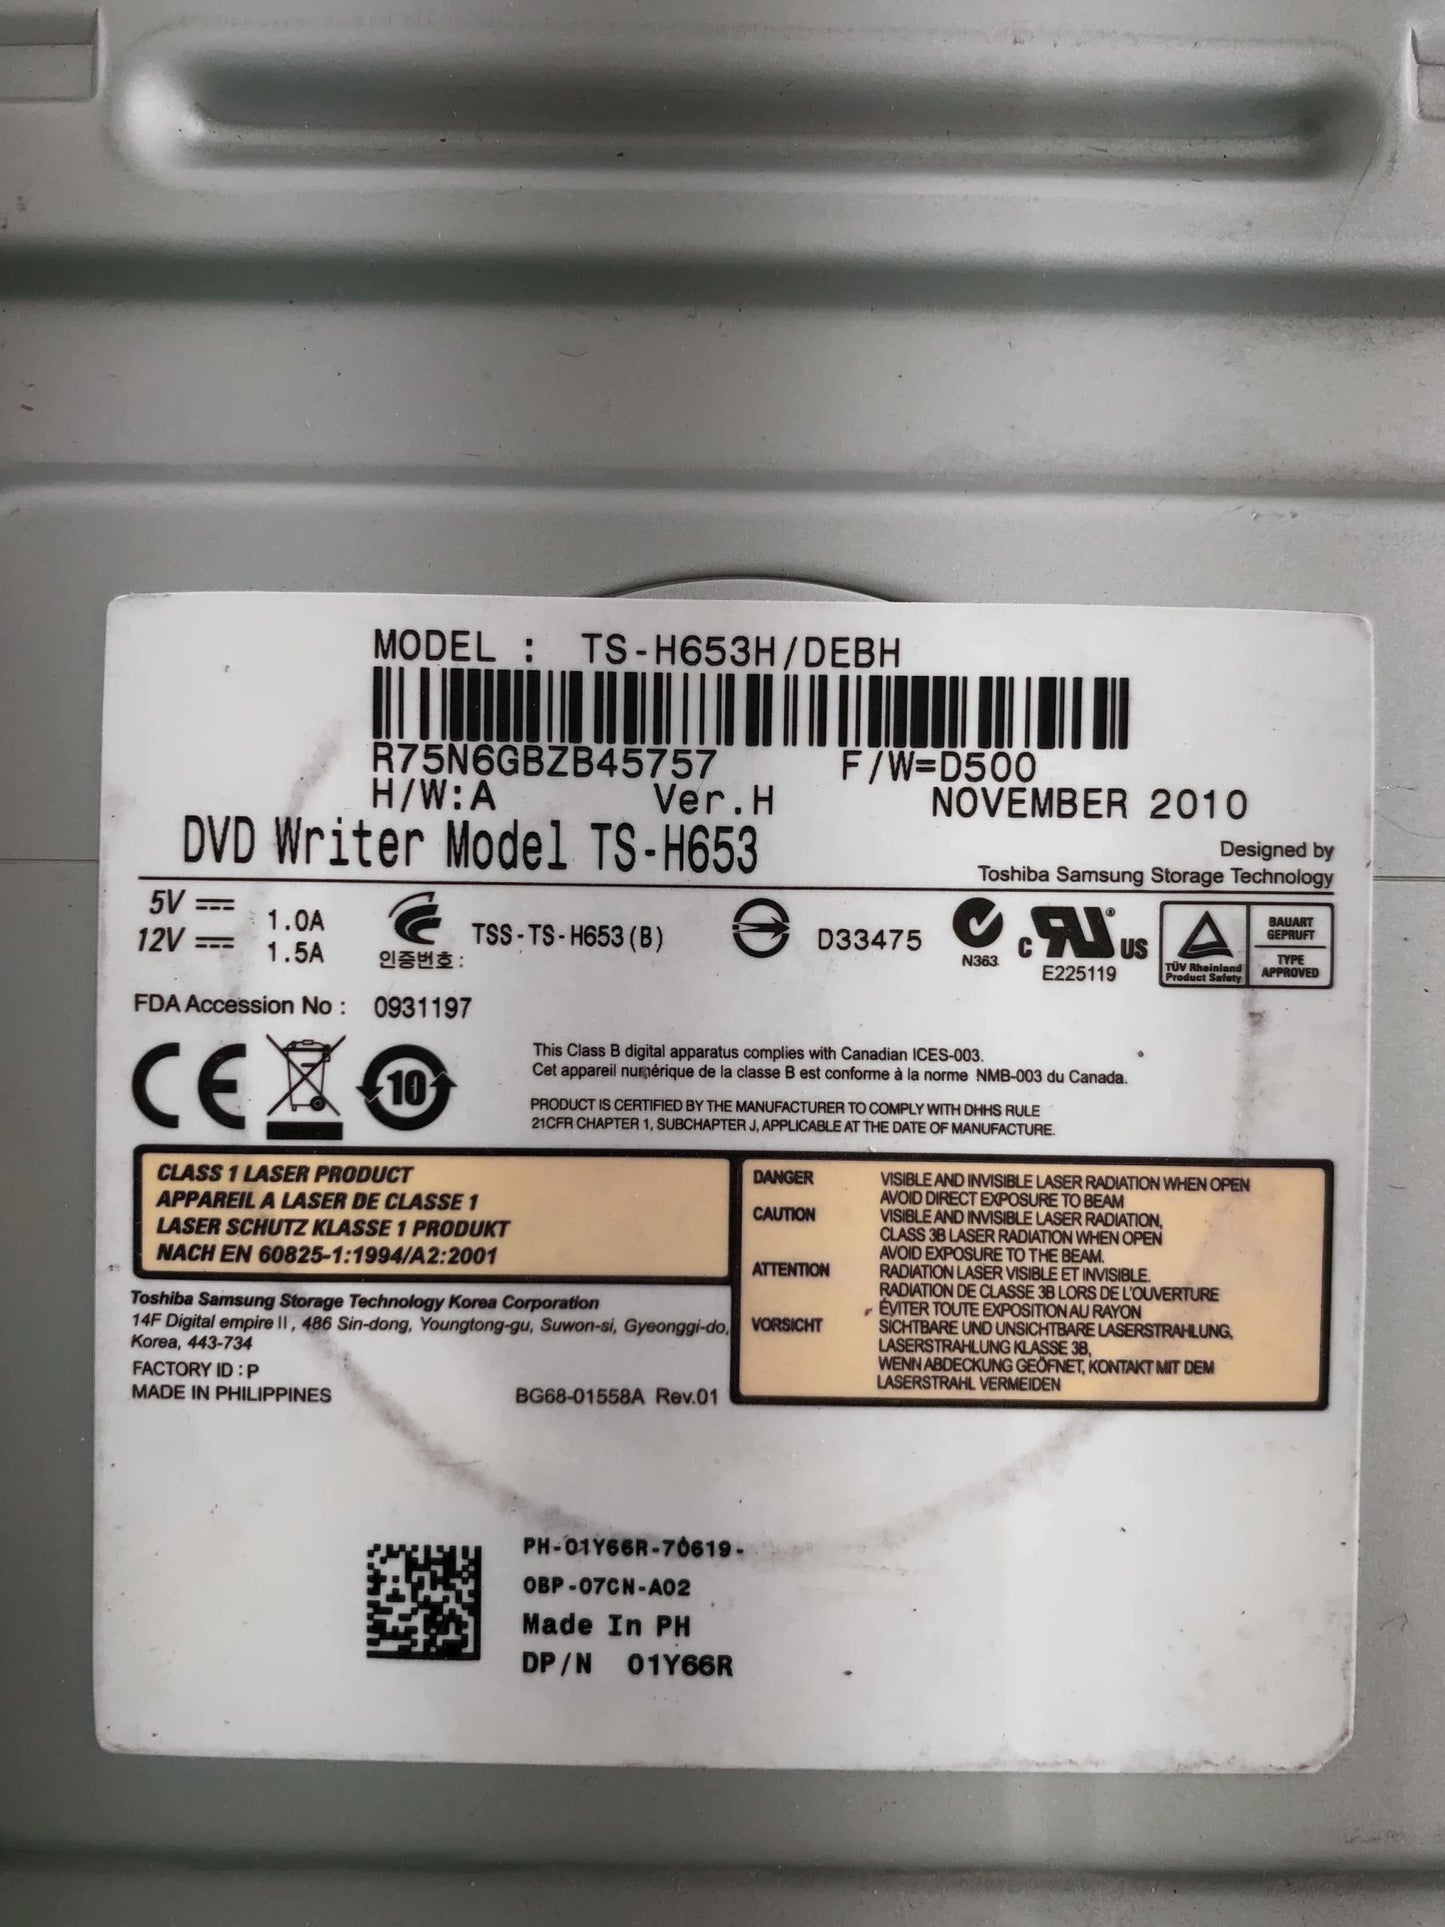 MODEL : TS-H653H/DEBH
R75N6GBZB45757 F/W=D500
H/W:A Ver.H NOVEMBER 2010
DVD Writer Model TS-H653
Designed by
Toshiba Samsung Storage Technology
5V 1.0A
12V 1.5A
인증번호 :
TSS-TS-H653(B)
D33475
N363
C UL ® US
E225119
TÜV Rheinland
Product Safety
BAUART
GEPRUFT
TYPE
APPROVED
FDA Accession No : 0931197
CE
10
This Class B digital apparatus complies with Canadian ICES-003.
Cet appareil numérique de la classe B est conforme à la norme NMB-003 du Canada.
PRODUCT IS CERTIFIED BY THE MANUFACTURER TO COMPLY WITH DHHS RULE
21CFR CHAPTER 1, SUBCHAPTER J, APPLICABLE AT THE DATE OF MANUFACTURE.
CLASS 1 LASER PRODUCT
APPAREIL A LASER DE CLASSE 1
LASER SCHUTZ KLASSE 1 PRODUKT
NACH EN 60825-1:1994/A2:2001
DANGER VISIBLE AND INVISIBLE LASER RADIATION WHEN OPEN
AVOID DIRECT EXPOSURE TO BEAM
CAUTION VISIBLE AND INVISIBLE LASER RADIATION,
CLASS 3B LASER RADIATION WHEN OPEN
AVOID EXPOSURE TO THE BEAM.
ATTENTION RADIATION LASER VISIBLE ET INVISIBLE.
RADIATION DE CLASSE 3B LORS DE L'OUVERTURE
ÉVITER TOUTE EXPOSITION AU RAYON
VORSICHT SICHTBARE UND UNSICHTBARE LASERSTRAHLUNG,
LASERSTRAHLUNG KLASSE 3B,
WENN ABDECKUNG GEÖFNET, KONTAKT MIT DEM
LASERSTRAHL VERMEIDEN
Toshiba Samsung Storage Technology Korea Corporation
14F Digital empire II, 486 Sin-dong, Youngtong-gu, Suwon-si, Gyeonggi-do,
Korea, 443-734
FACTORY ID : P
MADE IN PHILIPPINES BG68-01558A Rev.01
PH-01Y66R-70619-
0BP-07CN-A02
Made In PH
DP/N 01Y66R